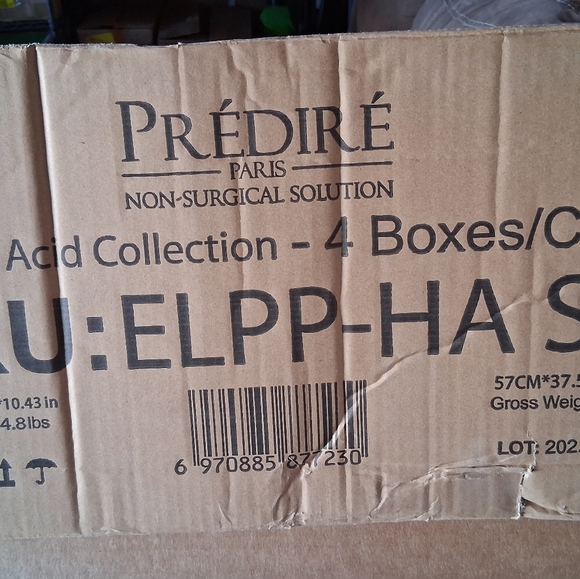 PRÉDIRÉ
PARIS
NON-SURGICAL SOLUTION
Acid Collection - 4 Boxes/C
U:ELPP-HA S
57CM*37.5
*10.43 in
Gross Weig
4.8lbs
LOT: 202
6 970885 877230